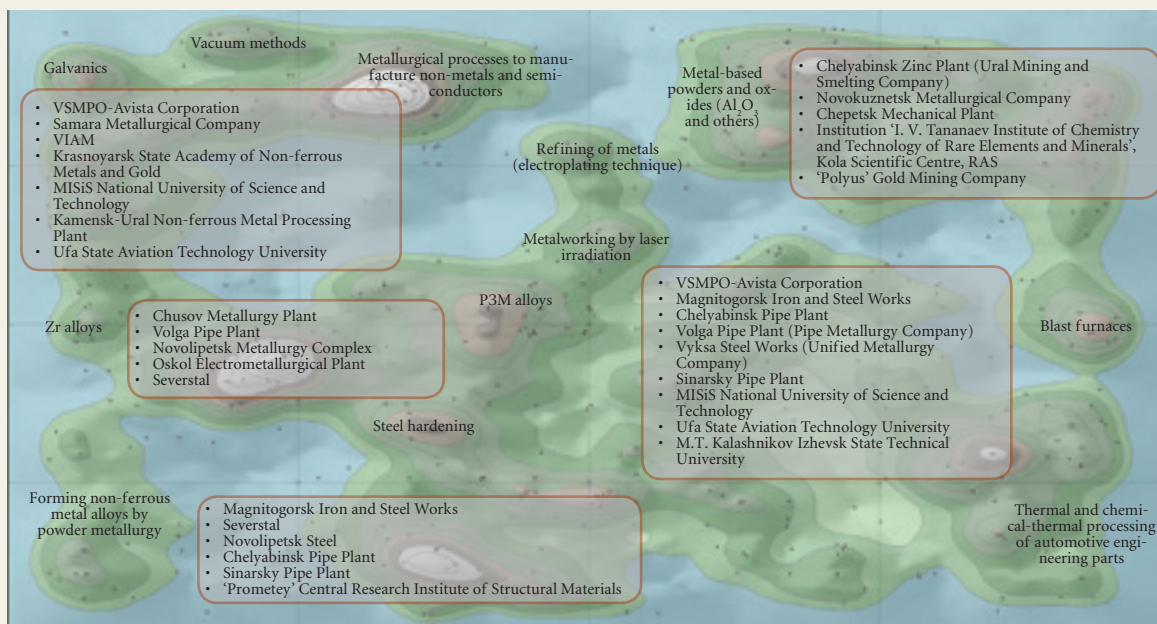 Vacuum methods
Galvanics
Metallurgical processes to manu-
facture non-metals and semi-
conductors
Metal-based
powders and ox-
ides (Al2O3
and others)
• Chelyabinsk Zinc Plant (Ural Mining and
Smelting Company)
• Novokuznetsk Metallurgical Company
• Chepetsk Mechanical Plant
• Institution 'I. V. Tananaev Institute of Chemistry
and Technology of Rare Elements and Minerals',
Kola Scientific Centre, RAS
• 'Polyus' Gold Mining Company
• VSMPO-Avista Corporation
• Samara Metallurgical Company
• VIAM
• Krasnoyarsk State Academy of Non-ferrous
Metals and Gold
• MISiS National University of Science and
Technology
• Kamensk-Ural Non-ferrous Metal Processing
Plant
• Ufa State Aviation Technology University
Refining of metals
(electroplating technique)
Metalworking by laser
irradiation
P3M alloys
Zr alloys
• Chusov Metallurgy Plant
• Volga Pipe Plant
• Novolipetsk Metallurgy Complex
• Oskol Electrometallurgical Plant
• Severstal
• VSMPO-Avista Corporation
• Magnitogorsk Iron and Steel Works
• Chelyabinsk Pipe Plant
• Volga Pipe Plant (Pipe Metallurgy Company)
• Vyksa Steel Works (Unified Metallurgy
Company)
• Sinarsky Pipe Plant
• MISiS National University of Science and
Technology
• Ufa State Aviation Technology University
• M.T. Kalashnikov Izhevsk State Technical
University
Blast furnaces
Steel hardening
Forming non-ferrous
metal alloys by
powder metallurgy
• Magnitogorsk Iron and Steel Works
• Severstal
• Novolipetsk Steel
• Chelyabinsk Pipe Plant
• Sinarsky Pipe Plant
• 'Prometey' Central Research Institute of Structural Materials
Thermal and chemi-
cal-thermal processing
of automotive engi-
neering parts